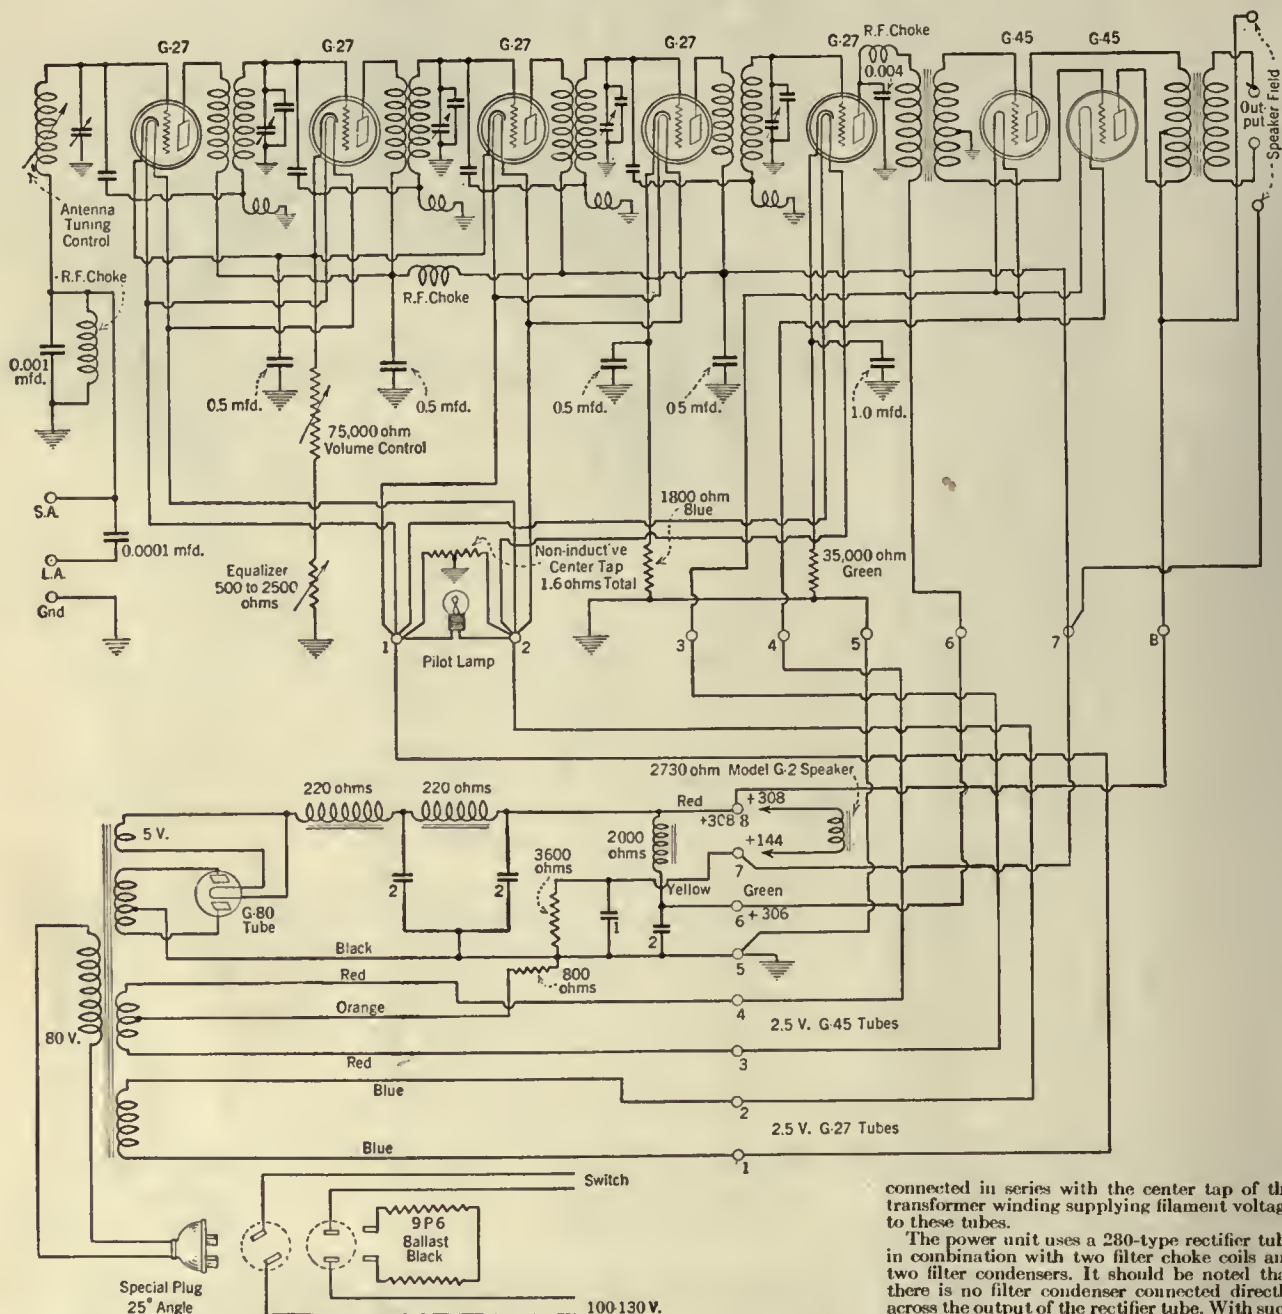 G-27
G-27
G-27
G-27
G-27
R.F.Choke
G-45
G-45
0.004
Out-
put
Speaker Field
Antenna
Tuning
Control
R.F.Choke
R.F.Choke
0.001
mfd.
0.5 mfd.
0.5 mfd.
0.5 mfd.
0 5 mfd.
1.0 mfd.
75,000 ohm
Volume Control
S.A.
0.0001 mfd.
L.A.
Gnd
Equalizer
500 to 2500
ohms
Non-inductive
Center Tap
1.6 ohms Total
1800 ohm
Blue
35,000 ohm
Green
1
Pilot Lamp
2
3
4
5
6
7
B
2730 ohm Model G-2 Speaker
220 ohms
220 ohms
Red
+308
+308 8
5 V.
2000
ohms
+144
7
3600
ohms
2
2
Yellow
Green
6 +306
G-80
Tube
1
2
Black
5
Red
800
ohms
Orange
4
80 V.
2.5 V. G-45 Tubes
Red
3
Blue
2
2.5 V. G-27 Tubes
Blue
1
Switch
9P6
Ballast
Black
Special Plug
25° Angle
100-130 V.
connected in series with the center tap of th
transformer winding supplying filament voltag
to these tubes.
The power unit uses a 280-type rectifier tub
in combination with two filter choke coils an
two filter condensers. It should be noted tha
there is no filter condenser connected directl
across the output of the rectifier tube. With suc